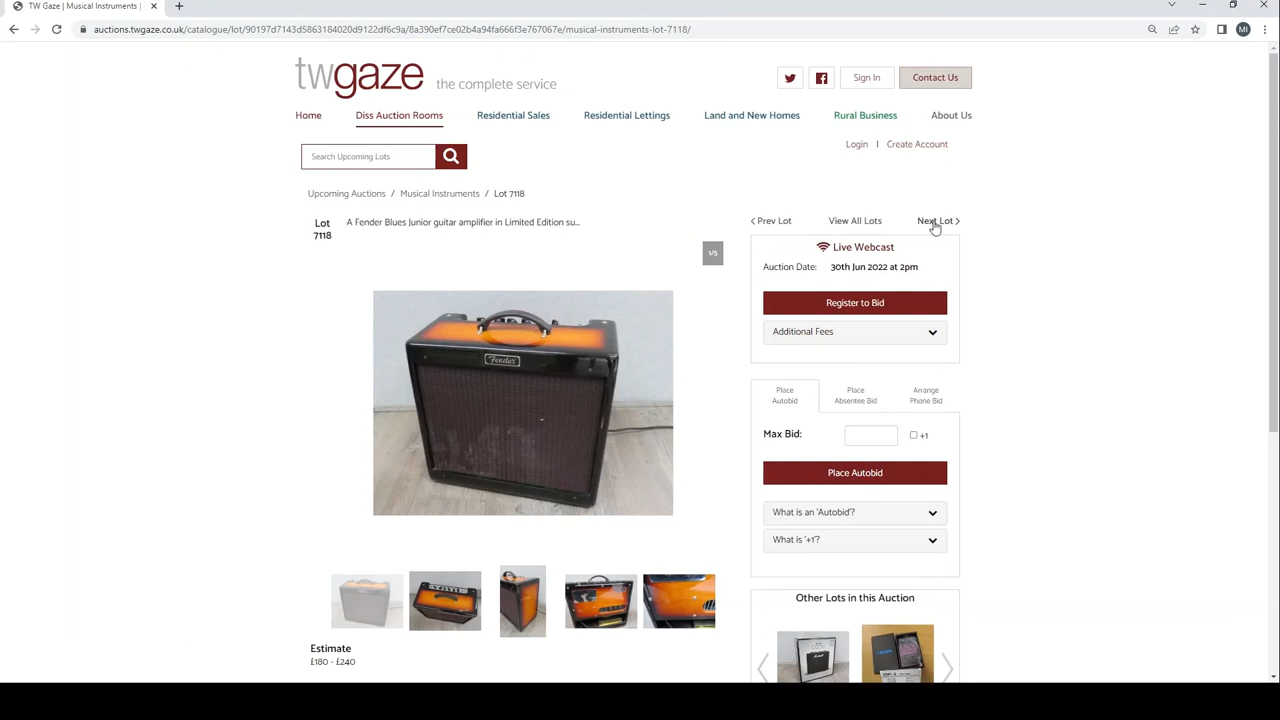 TW Gaze | Musical Instruments |
auctions.twgaze.co.uk/catalogue/lot/90197d7143d5863184020d9122df6c9a/8a390ef7ce02b4a94fa666f3e767067e/musical-instruments-lot-7118/
MI
twgaze the complete service
Sign In
Contact Us
Home
Diss Auction Rooms
Residential Sales
Residential Lettings
Land and New Homes
Rural Business
About Us
Login | Create Account
Search Upcoming Lots
Upcoming Auctions / Musical Instruments / Lot 7118
Lot
7118
A Fender Blues Junior guitar amplifier in Limited Edition su...
1/5
Fender
Estimate
£180 - £240
< Prev Lot
View All Lots
Next Lot >
Live Webcast
Auction Date: 30th Jun 2022 at 2pm
Register to Bid
Additional Fees
Place
Autobid
Place
Absentee Bid
Arrange
Phone Bid
Max Bid:
+1
Place Autobid
What is an 'Autobid'?
What is '+1'?
Other Lots in this Auction